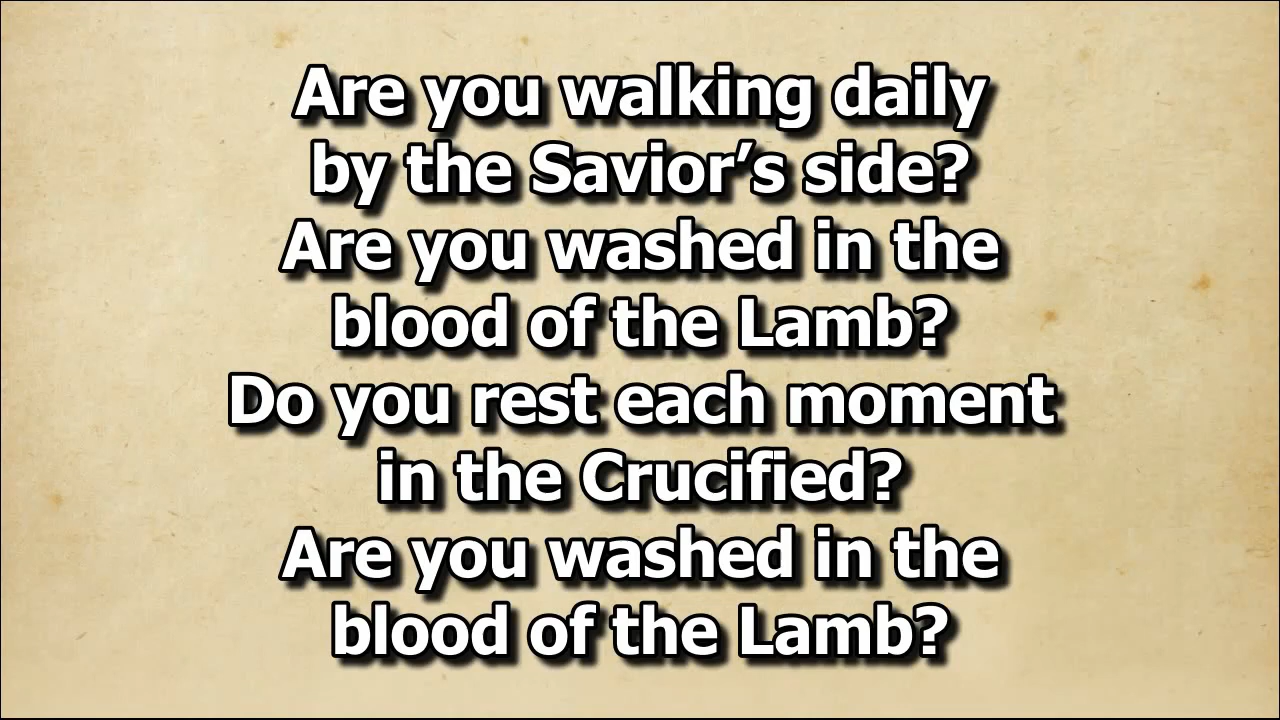 Are you walking daily
by the Savior’s side?
Are you washed in the
blood of the Lamb?
Do you rest each moment
in the Crucified?
Are you washed in the
blood of the Lamb?